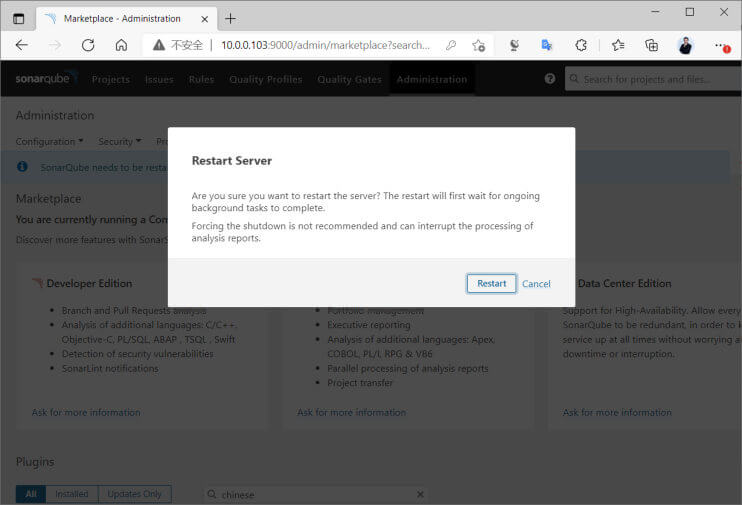 Marketplace - Administration
不安全 10.0.0.103:9000/admin/marketplace?search...
sonarqube Projects Issues Rules Quality Profiles Quality Gates Administration Search for projects and files...
Administration
Configuration Security
SonarQube needs to be
Marketplace
You are currently running a
Discover more features with
Restart Server
Are you sure you want to restart the server? The restart will first wait for ongoing
background tasks to complete.
Forcing the shutdown is not recommended and can interrupt the processing of
analysis reports.
Restart Cancel
Developer Edition
Branch and Pull Requests analysis
Analysis of additional languages: C/C++,
Objective-C, PL/SQL, ABAP , TSQL , Swift
Detection of security vulnerabilities
SonarLint notifications
Ask for more information
Portfolio management
Executive reporting
Analysis of additional languages: Apex,
COBOL, PL/I, RPG & VB6
Parallel processing of analysis reports
Project transfer
Ask for more information
Data Center Edition
Support for High-Availability. Allow every
SonarQube to be redundant, in order to
service up at all times without worrying
downtime or interruption.
Ask for more information
Plugins
All Installed Updates Only chinese